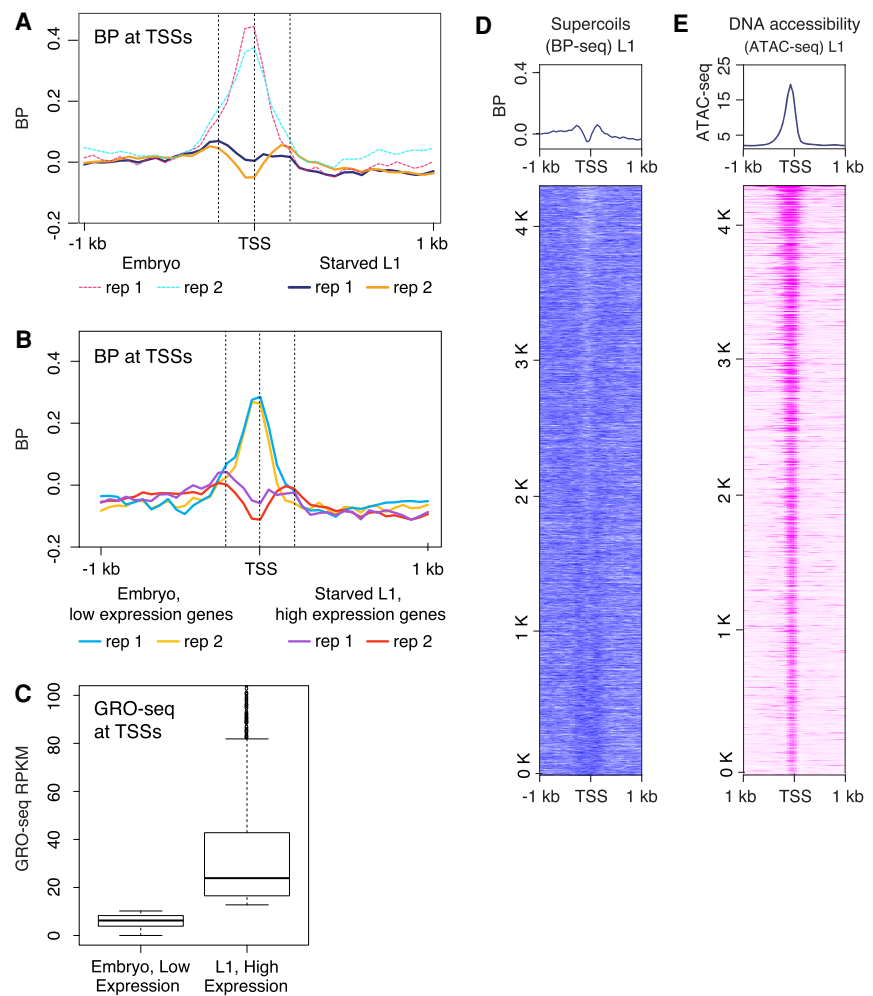 A
BP at TSSs
BP
0.4
0.2
0.0
-0.2
-1 kb
TSS
1 kb
Embryo
Starved L1
rep 1
rep 2
rep 1
rep 2
B
BP at TSSs
BP
0.4
0.2
0.0
-0.2
-1 kb
TSS
1 kb
Embryo,
low expression genes
Starved L1,
high expression genes
rep 1
rep 2
rep 1
rep 2
C
GRO-seq
at TSSs
GRO-seq RPKM
100
80
60
40
20
0
Embryo, Low
Expression
L1, High
Expression
D
Supercoils
(BP-seq) L1
BP
0.4
0.0
-1 kb
TSS
1 kb
4 K
3 K
2 K
1 K
0 K
-1 kb
TSS
1 kb
E
DNA accessibility
(ATAC-seq) L1
ATAC-seq
25
15
5
-1 kb
TSS
1 kb
4 K
3 K
2 K
1 K
0 K
1 kb
TSS
1 kb